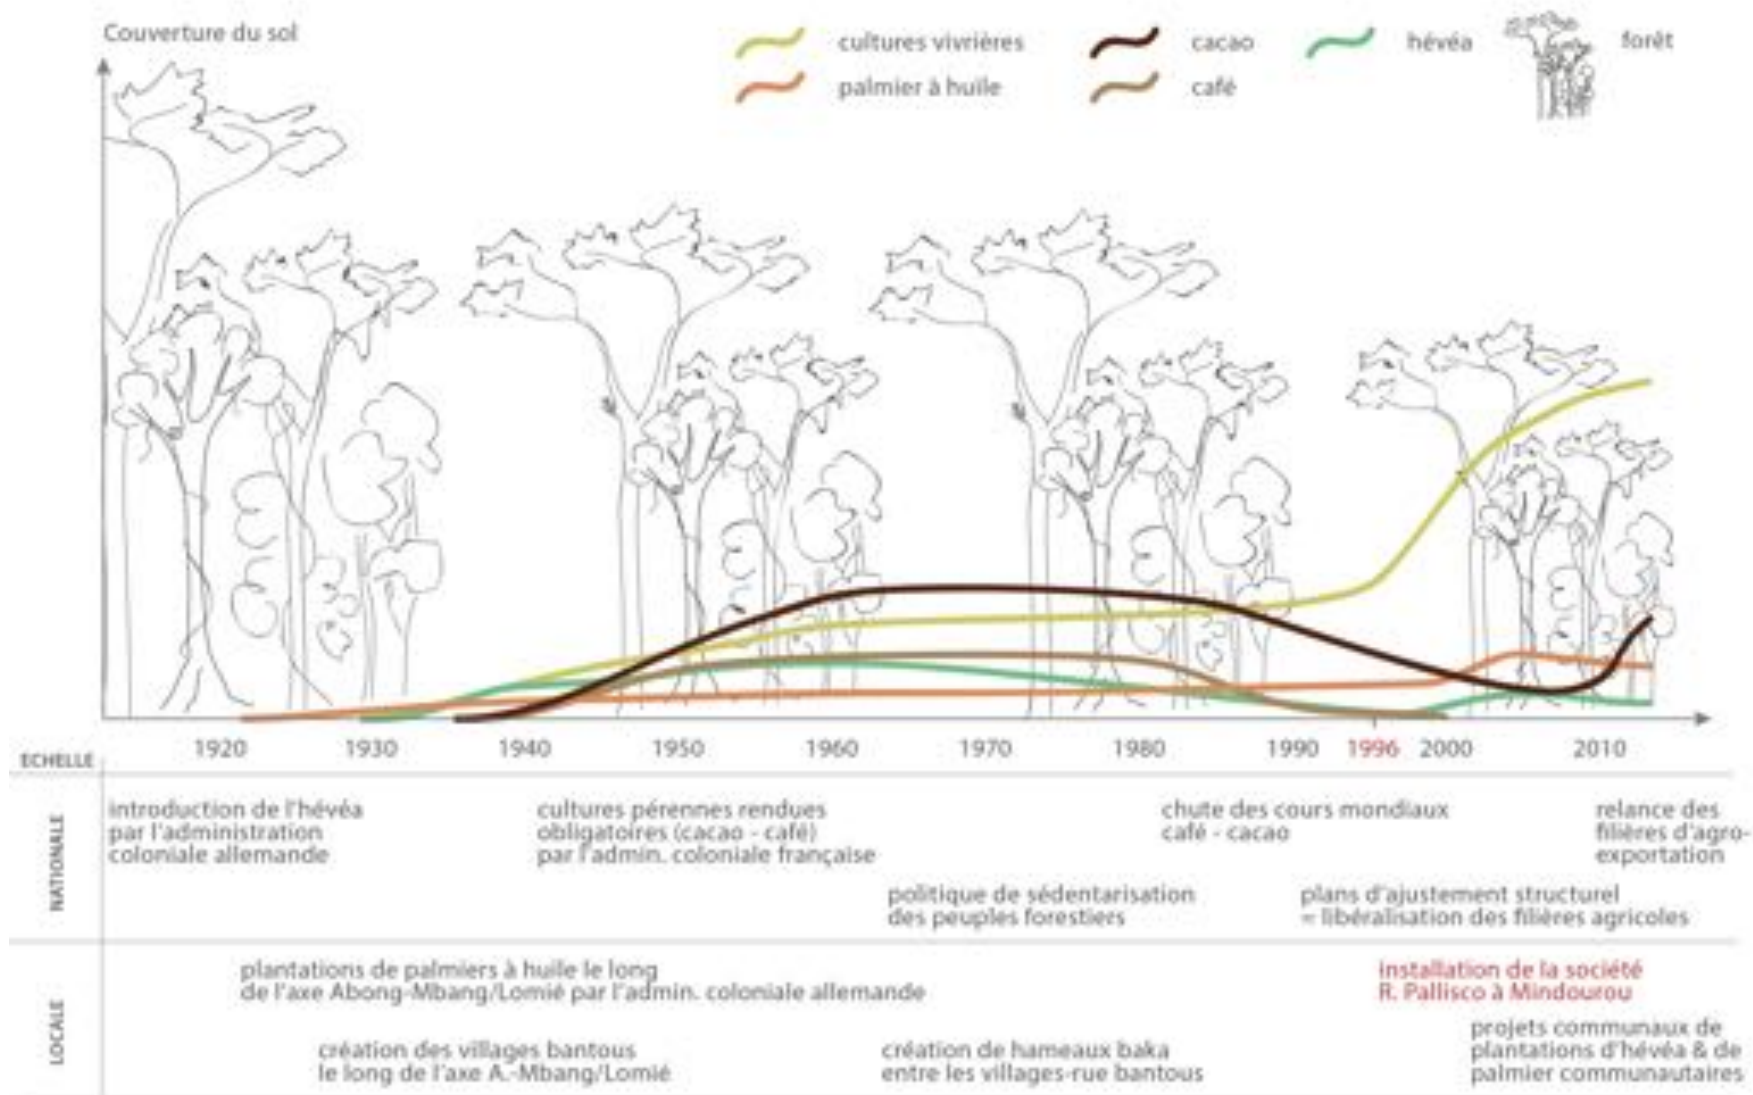 Couverture du sol
cultures vivrières
cacao
hévéa
forêt
palmier à huile
café
1920 1930 1940 1950 1960 1970 1980 1990 1996 2000 2010
ECHELLE
NATIONALE
introduction de l'hévéa
par l'administration
coloniale allemande
cultures pérennes rendues
obligatoires (cacao - café)
par l'admin. coloniale française
chute des cours mondiaux
café - cacao
relance des
filières d'agro-
exportation
politique de sédentarisation
des peuples forestiers
plans d'ajustement structurel
= libéralisation des filières agricoles
LOCALE
plantations de palmiers à huile le long
de l'axe Abong-Mbang/Lomié par l'admin. coloniale allemande
installation de la société
R. Pallisco à Mindourou
création des villages bantous
le long de l'axe A.-Mbang/Lomié
création de hameaux baka
entre les villages-rue bantous
projets communaux de
plantations d'hévéa & de
palmier communautaires